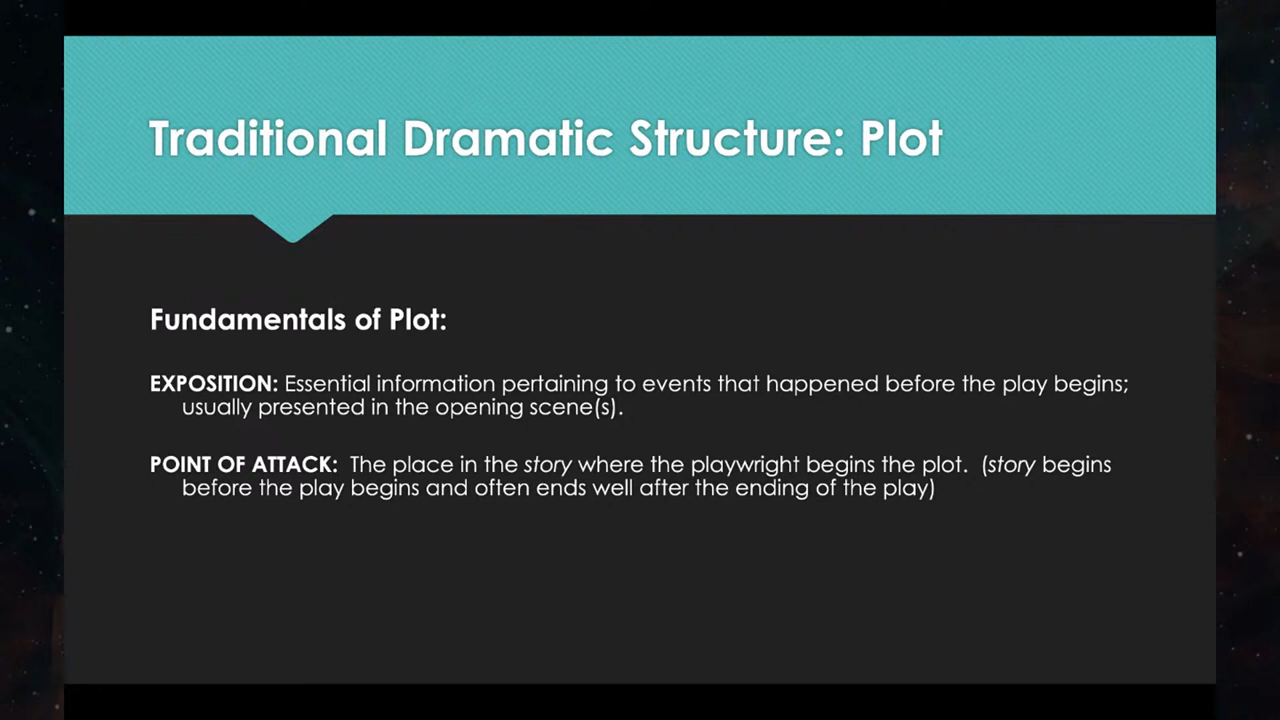 Traditional Dramatic Structure: Plot
Fundamentals of Plot:
EXPOSITION: Essential information pertaining to events that happened before the play begins;
usually presented in the opening scene(s).
POINT OF ATTACK:  The place in the story where the playwright begins the plot.  (story begins
before the play begins and often ends well after the ending of the play)